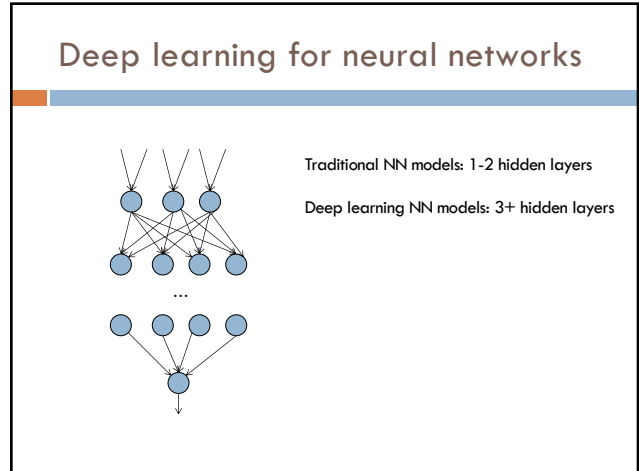 Deep learning for neural networks
Traditional NN models: 1-2 hidden layers
Deep learning NN models: 3+ hidden layers
...